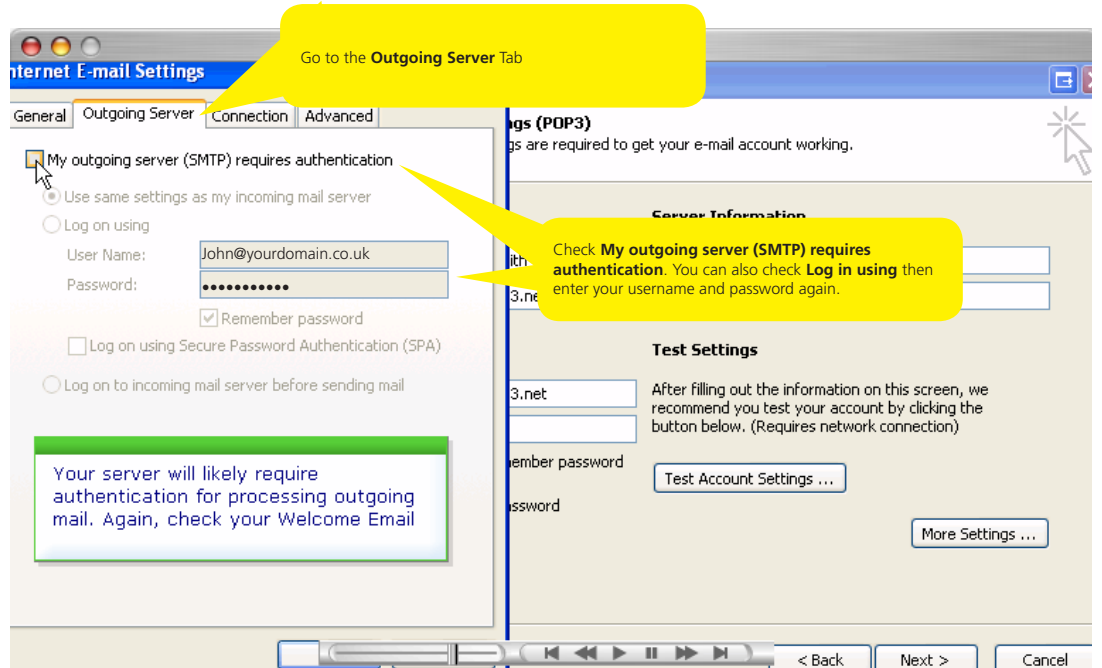 Go to the Outgoing Server Tab
nternet E-mail Settings
General Outgoing Server Connection Advanced
My outgoing server (SMTP) requires authentication
Use same settings as my incoming mail server
Log on using
User Name: John@yourdomain.co.uk
Password: •••••••••••
Remember password
Log on using Secure Password Authentication (SPA)
Log on to incoming mail server before sending mail
Your server will likely require
authentication for processing outgoing
mail. Again, check your Welcome Email
ngs (POP3)
gs are required to get your e-mail account working.
Server Information
Check My outgoing server (SMTP) requires
authentication. You can also check Log in using then
enter your username and password again.
ith
3.ne
Test Settings
3.net
After filling out the information on this screen, we
recommend you test your account by clicking the
button below. (Requires network connection)
ember password
Test Account Settings ...
assword
More Settings ...
< Back Next > Cancel